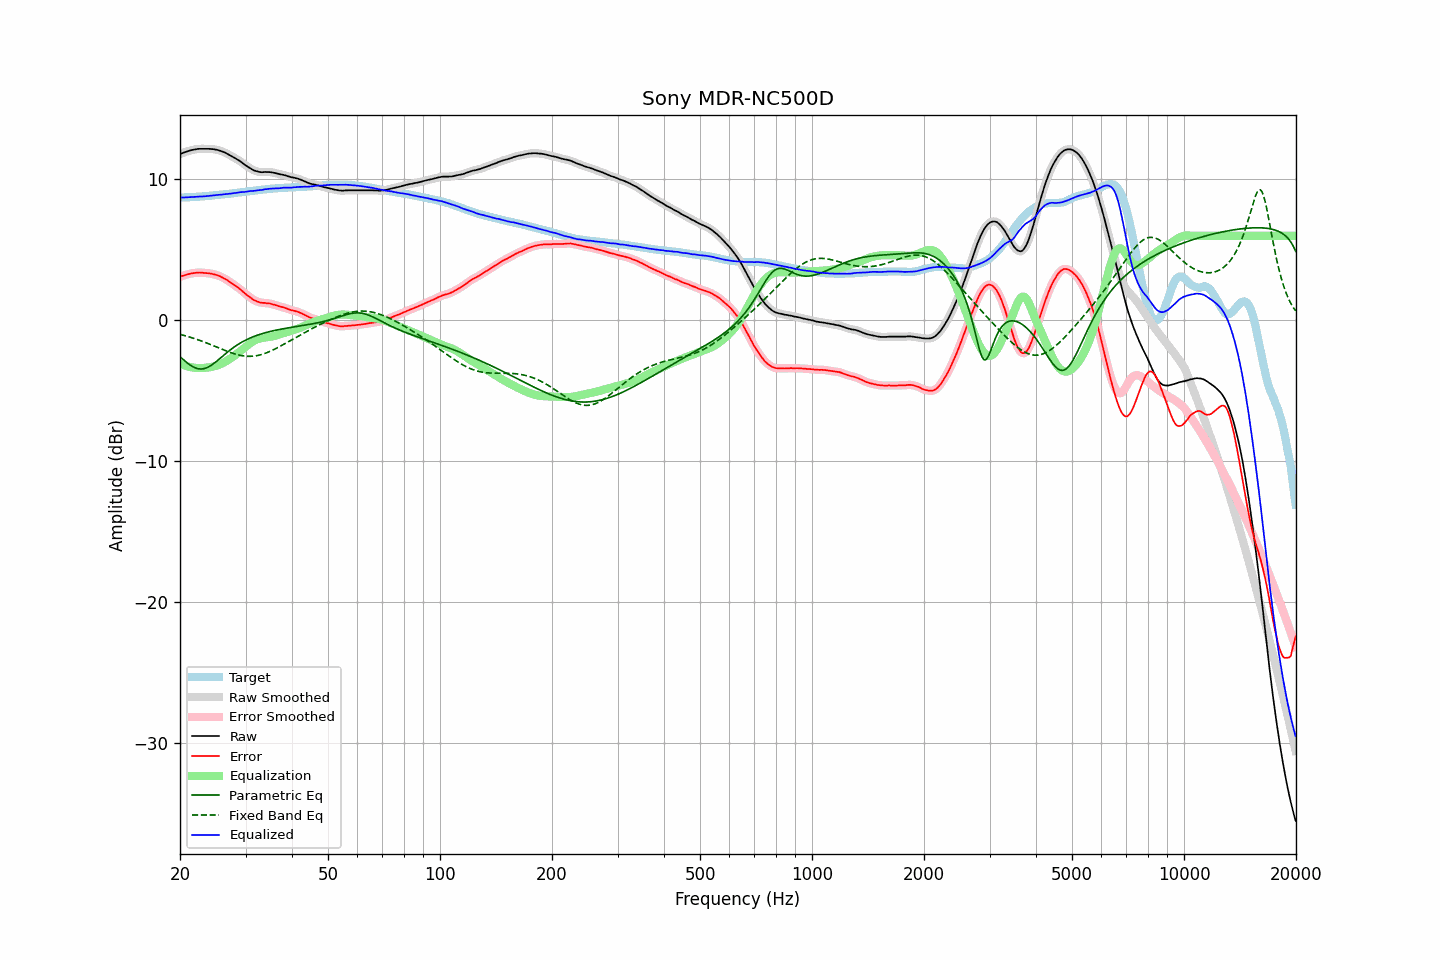 Sony MDR-NC500D
Amplitude (dBr)
10
0
−10
−20
−30
Target
Raw Smoothed
Error Smoothed
Raw
Error
Equalization
Parametric Eq
Fixed Band Eq
Equalized
20 50 100 200 500 1000 2000 5000 10000 20000
Frequency (Hz)